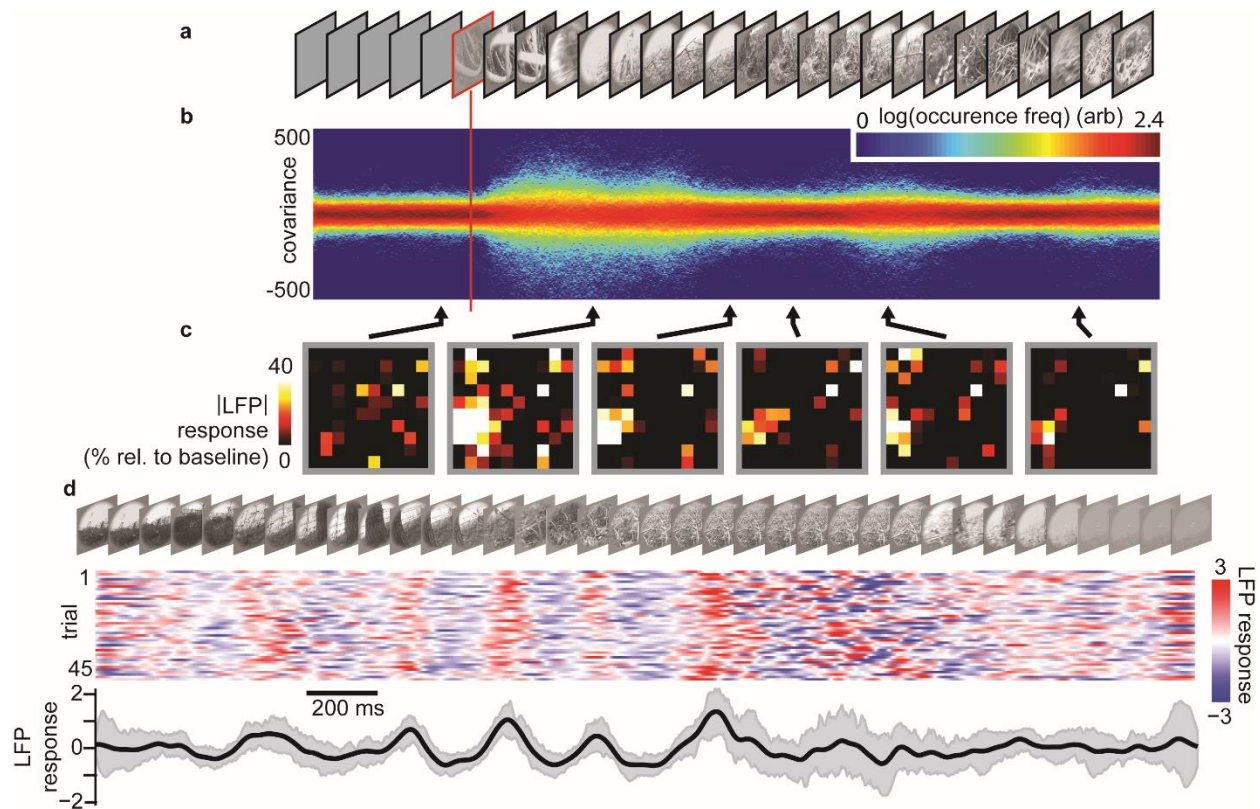 a
b
500
covariance
-500
0 log(occurence freq) (arb) 2.4
c
40
|LFP|
response
(% rel. to baseline)
0
d
1
trial
45
3
LFP response
−3
200 ms
2
0
−2
LFP
response